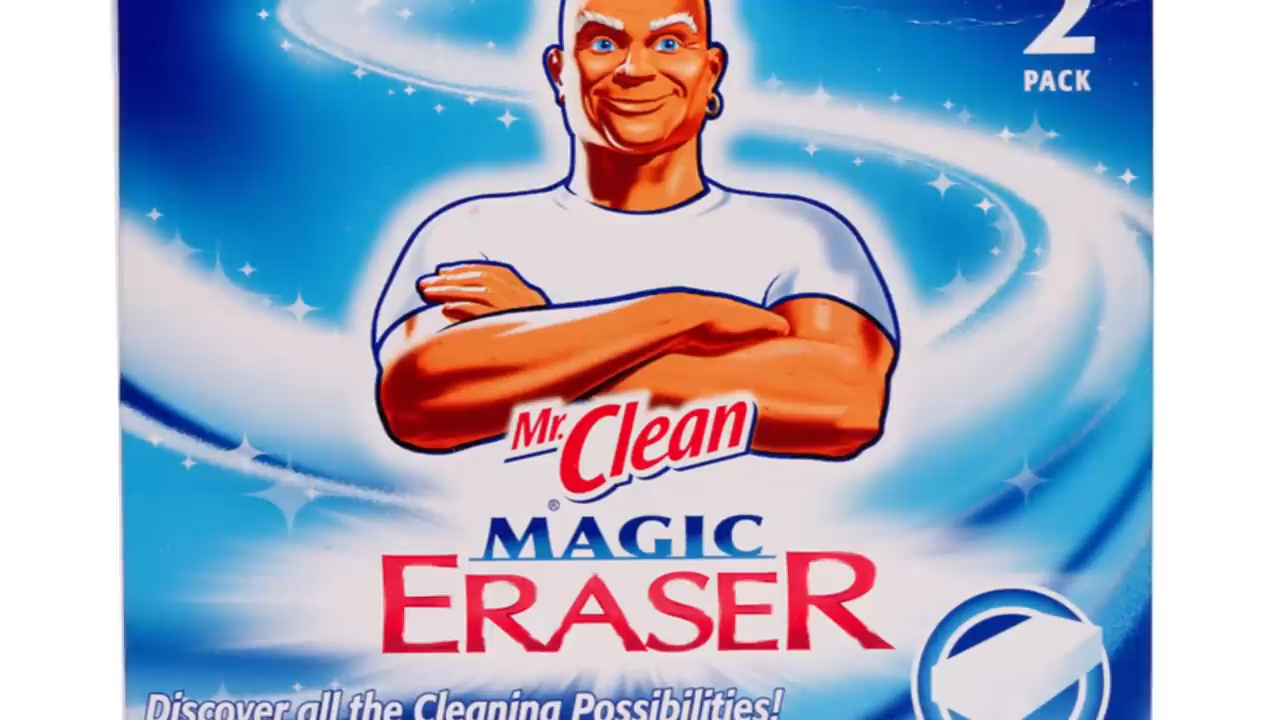 2
PACK
Mr. Clean
®
MAGIC
ERASER
Discover all the Cleaning Possibilities!